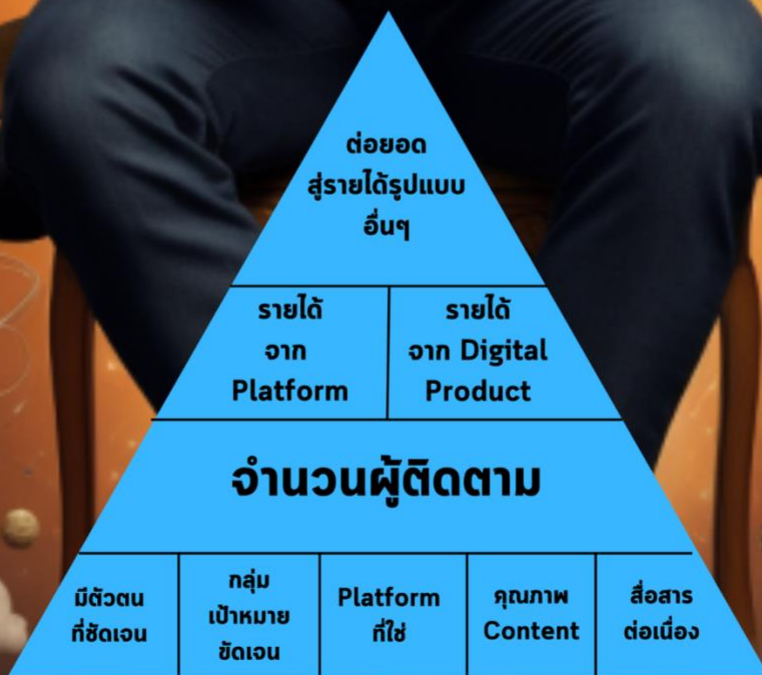 ต่อยอด
สู่รายได้รูปแบบ
อื่นๆ
รายได้
จาก
Platform
รายได้
จาก Digital
Product
จำนวนผู้ติดตาม
มีตัวตน
ที่ชัดเจน
กลุ่ม
เป้าหมาย
ชัดเจน
Platform
ที่ใช่
คุณภาพ
Content
สื่อสาร
ต่อเนื่อง